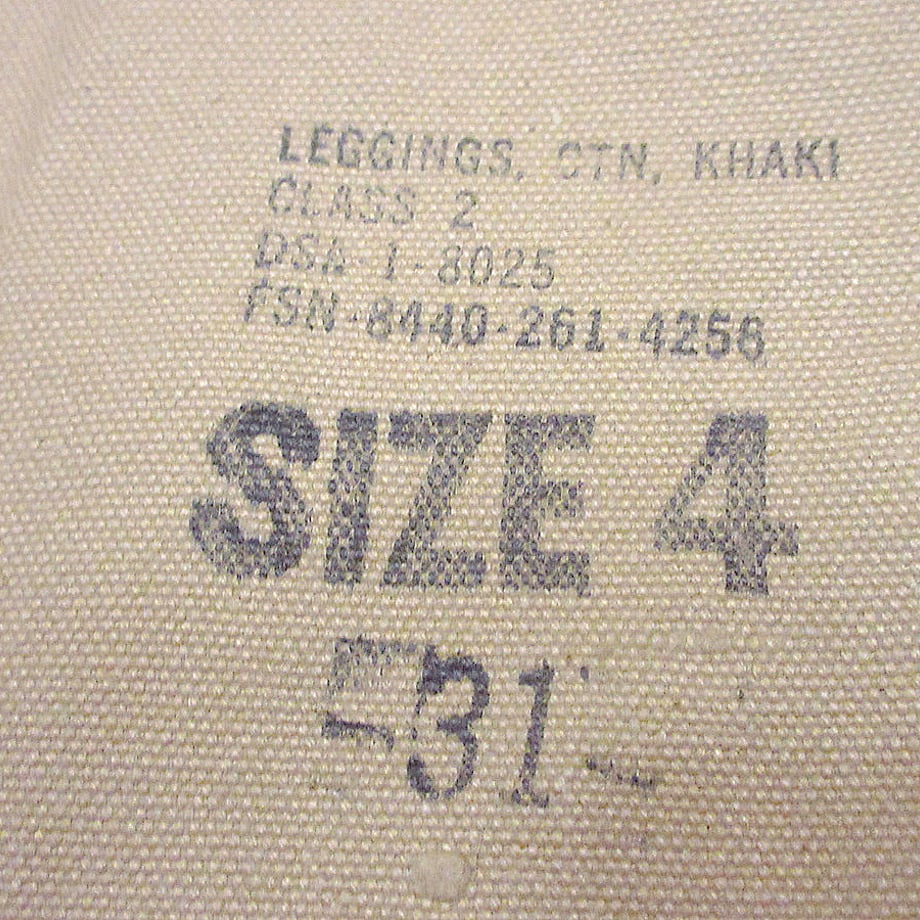 LEGGINGS, CTN, KHAKI
CLASS 2
DSA-1-8025
FSN-8440-261-4256
SIZE 4
-31-